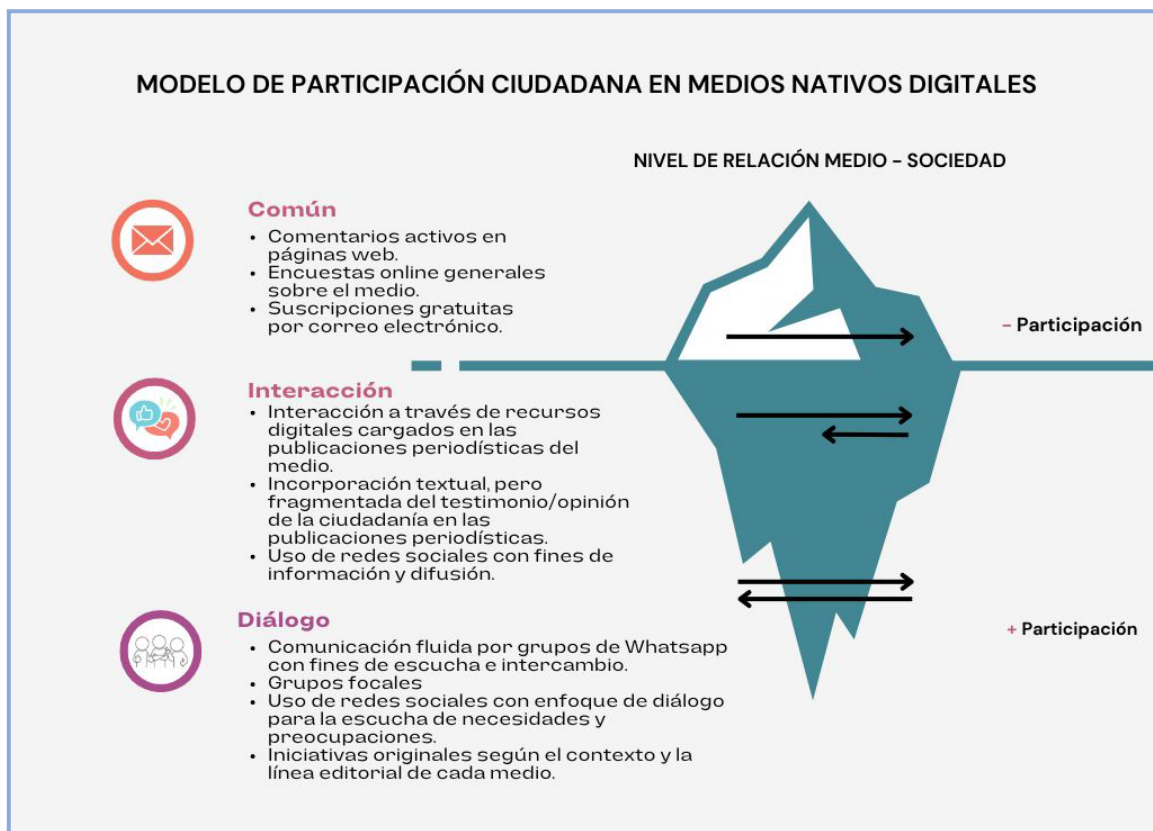 MODELO DE PARTICIPACIÓN CIUDADANA EN MEDIOS NATIVOS DIGITALES
NIVEL DE RELACIÓN MEDIO - SOCIEDAD
Común
• Comentarios activos en
páginas web.
• Encuestas online generales
sobre el medio.
• Suscripciones gratuitas
por correo electrónico.
- Participación
Interacción
• Interacción a través de recursos
digitales cargados en las
publicaciones periodísticas del
medio.
• Incorporación textual, pero
fragmentada del testimonio/opinión
de la ciudadanía en las
publicaciones periodísticas.
• Uso de redes sociales con fines de
información y difusión.
Diálogo
• Comunicación fluida por grupos de Whatsapp
con fines de escucha e intercambio.
• Grupos focales
• Uso de redes sociales con enfoque de diálogo
para la escucha de necesidades y
preocupaciones.
• Iniciativas originales según el contexto y la
línea editorial de cada medio.
+ Participación